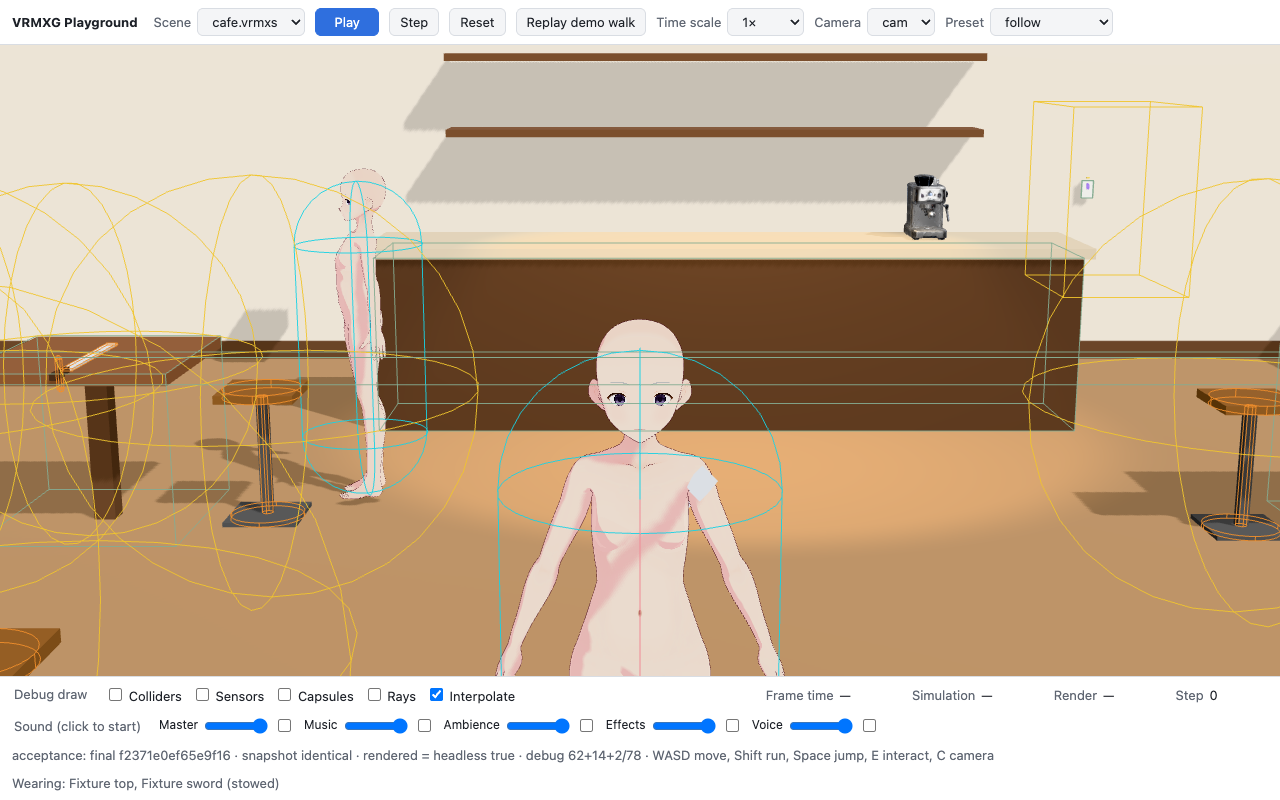 VRMXG Playground Scene cafe.vrmxs Play Step Reset Replay demo walk Time scale 1× Camera cam Preset follow
Debug draw Colliders Sensors Capsules Rays Interpolate Frame time — Simulation — Render — Step 0
Sound (click to start) Master Music Ambience Effects Voice
acceptance: final f2371e0ef65e9f16 · snapshot identical · rendered = headless true · debug 62+14+2/78 · WASD move, Shift run, Space jump, E interact, C camera
Wearing: Fixture top, Fixture sword (stowed)